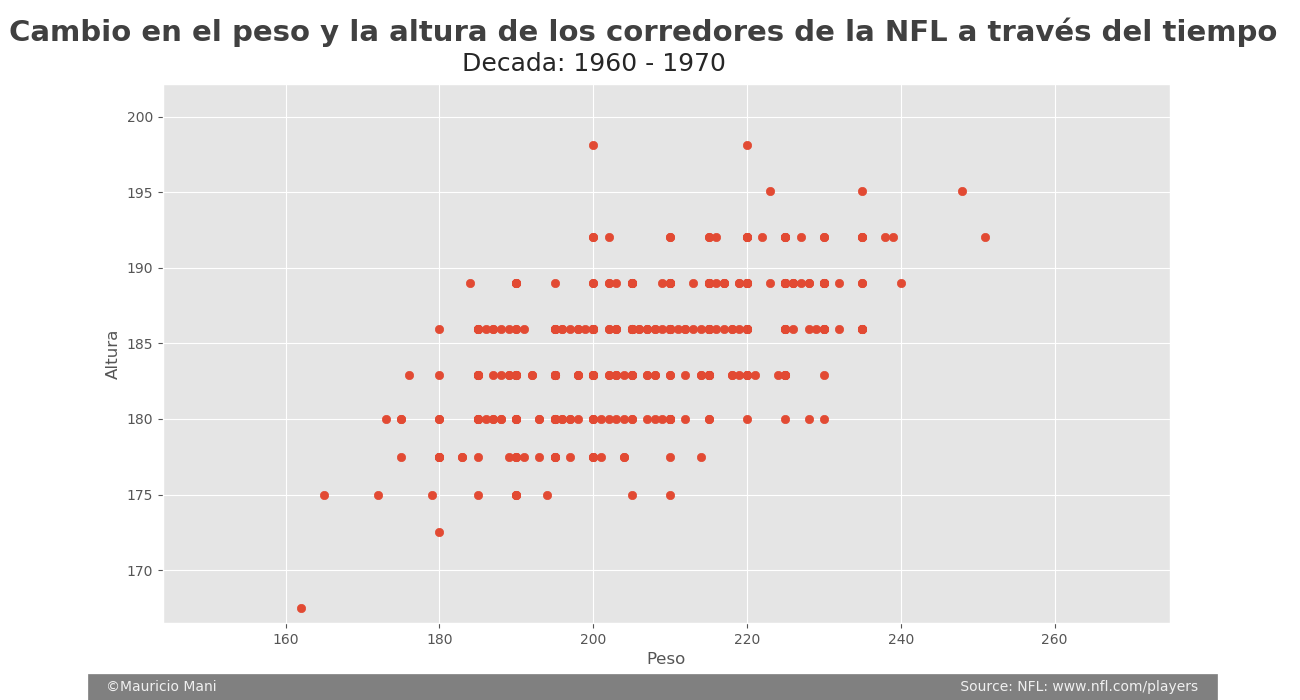 Cambio en el peso y la altura de los corredores de la NFL a través del tiempo
Decada: 1960 - 1970
200
195
190
185
180
175
170
Altura
160 180 200 220 240 260
Peso
©Mauricio Mani Source: NFL: www.nfl.com/players